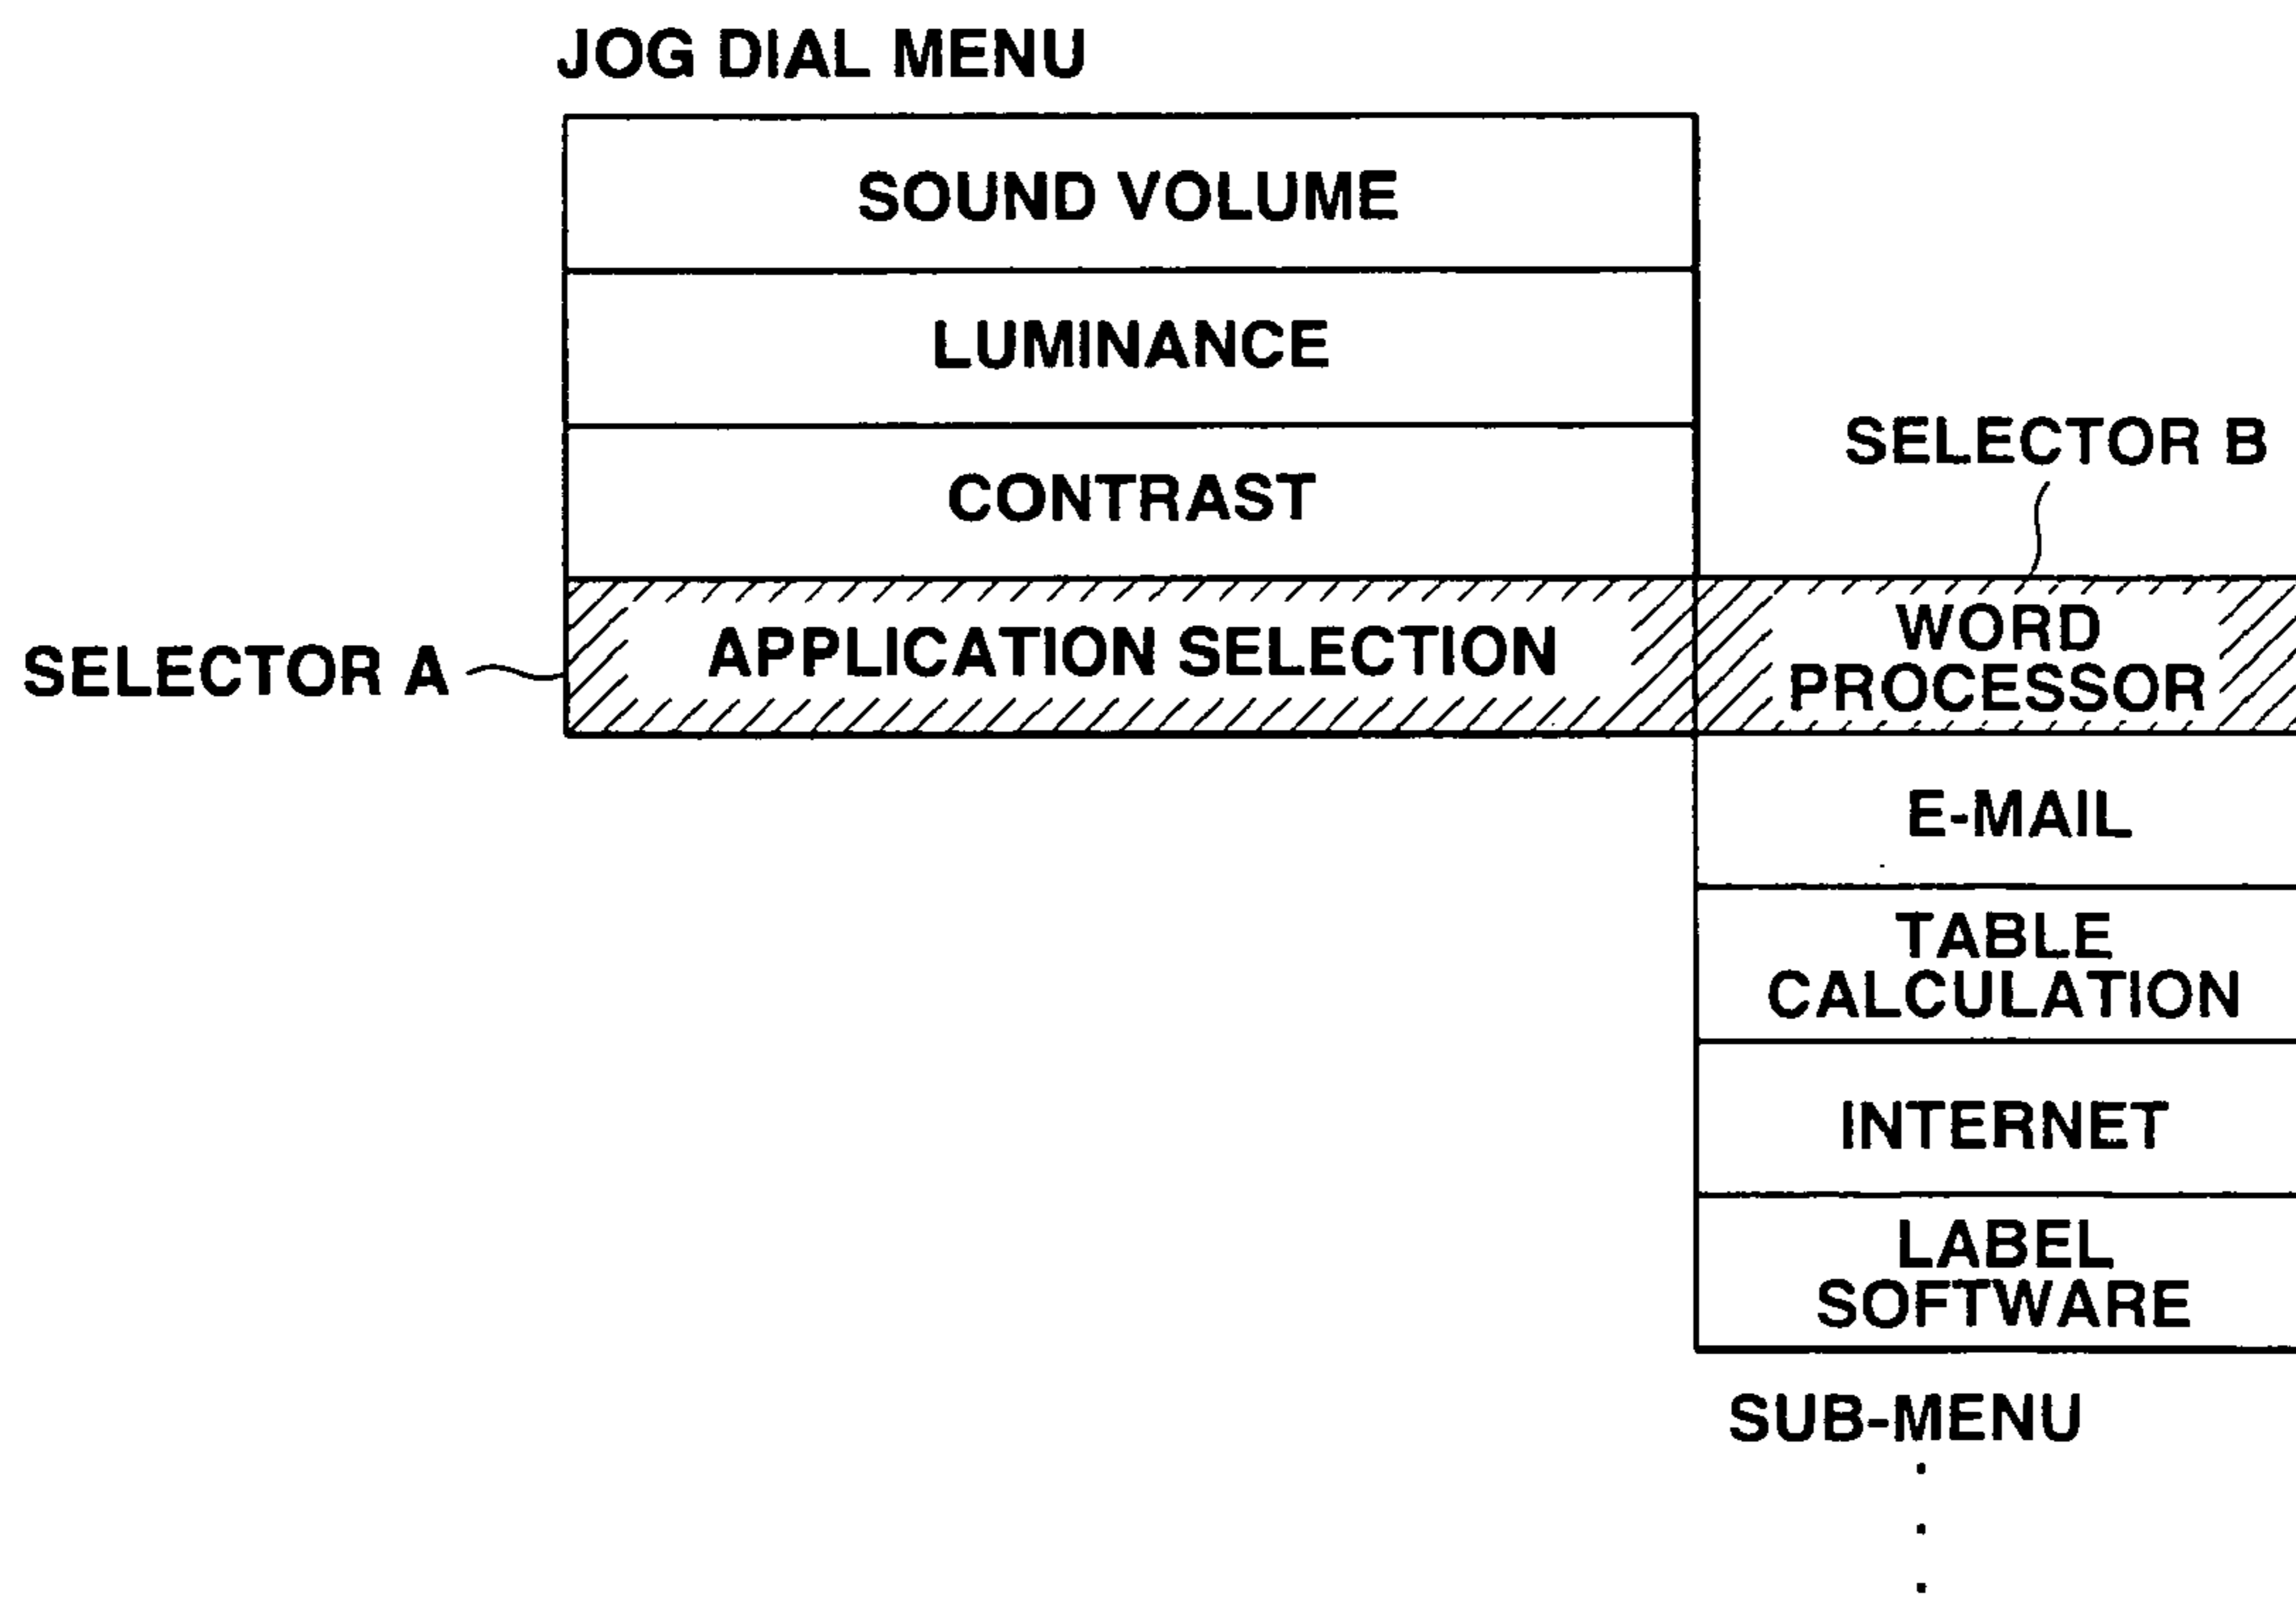 JOG DIAL MENU
SOUND VOLUME
LUMINANCE
CONTRAST
SELECTOR B
SELECTOR A
APPLICATION SELECTION
WORD
PROCESSOR
E-MAIL
TABLE
CALCULATION
INTERNET
LABEL
SOFTWARE
SUB-MENU